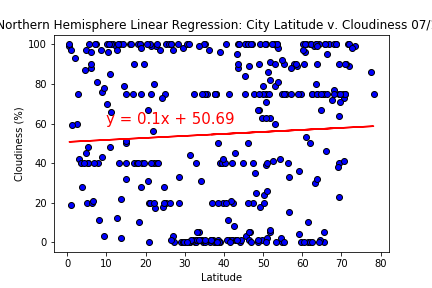 Northern Hemisphere Linear Regression: City Latitude v. Cloudiness 07/
100
80
60
40
20
0
Cloudiness (%)
y = 0.1x + 50.69
0 10 20 30 40 50 60 70 80
Latitude